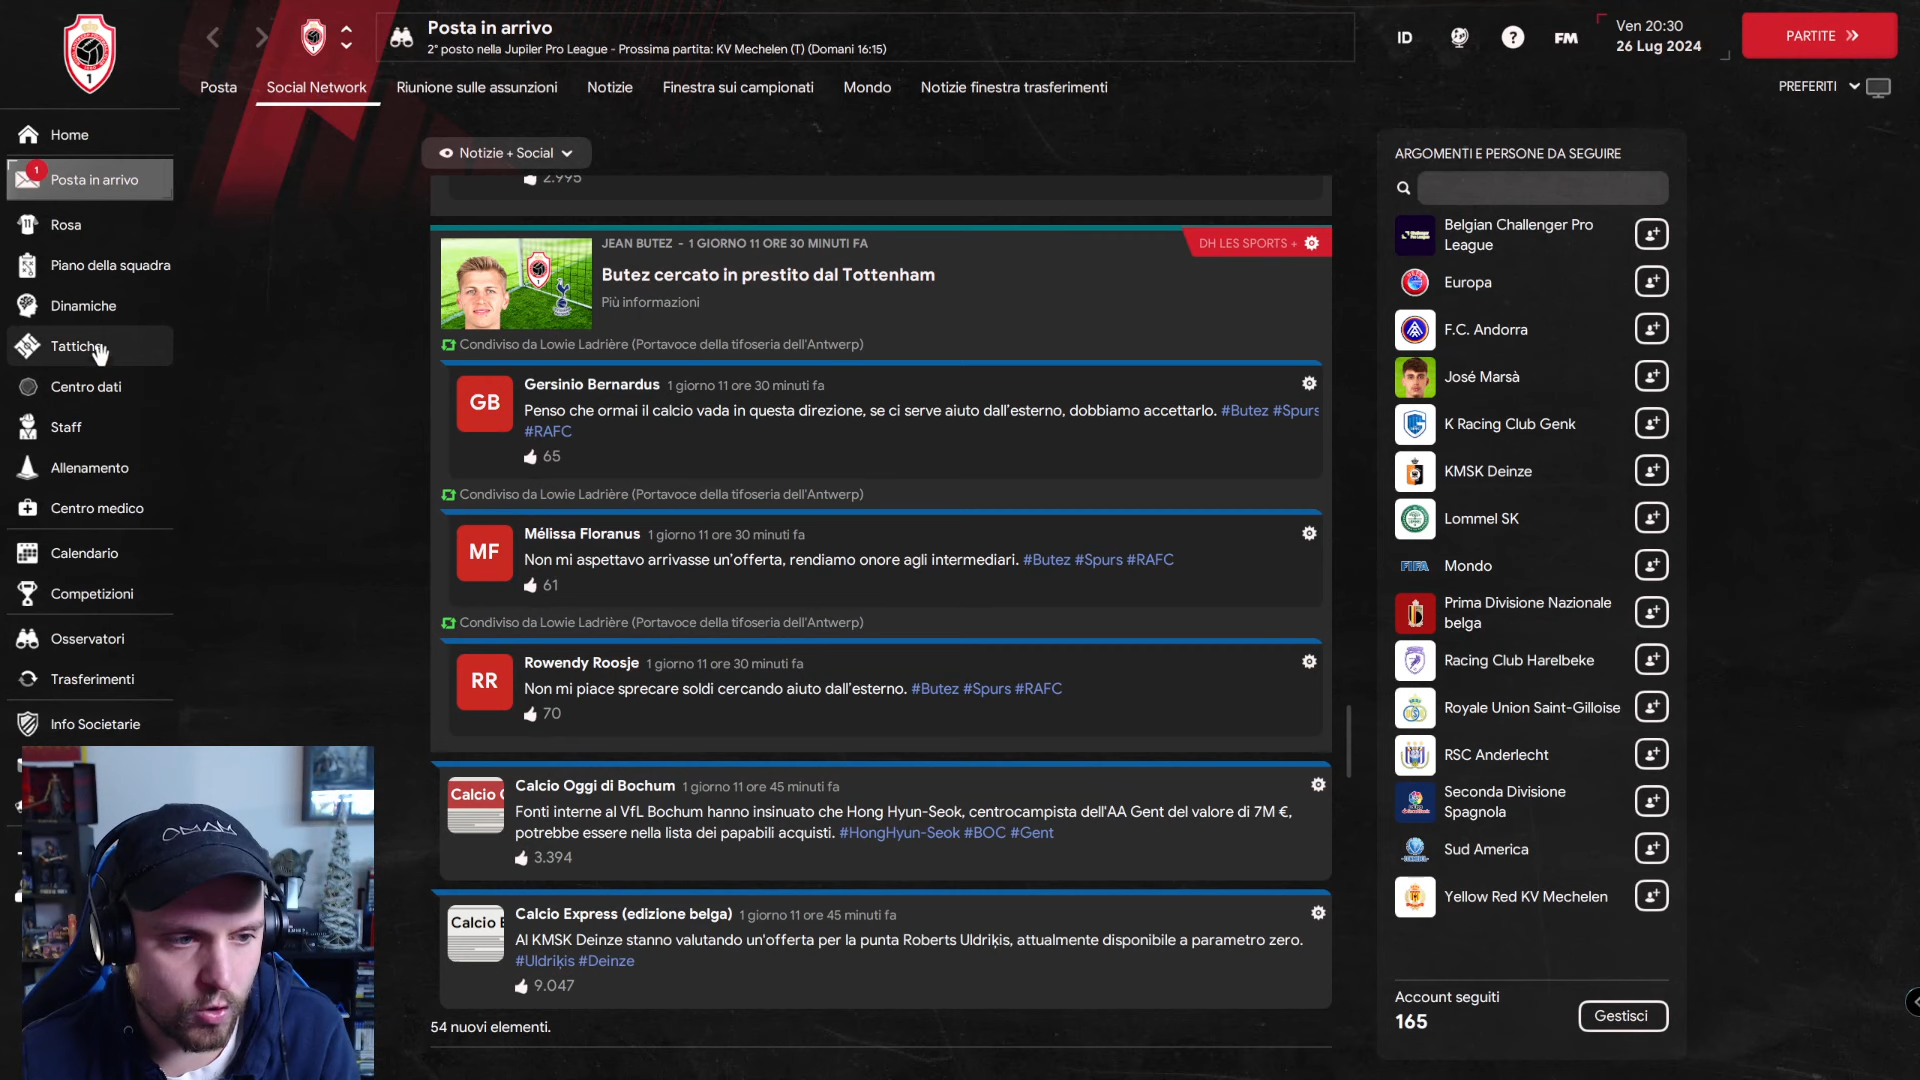 Posta in arrivo
2° posto nella Jupiler Pro League - Prossima partita: KV Mechelen (T) (Domani 16:15)
ID
?
FM
Ven 20:30
26 Lug 2024
PARTITE
Posta
Social Network
Riunione sulle assunzioni
Notizie
Finestra sui campionati
Mondo
Notizie finestra trasferimenti
PREFERITI
Home
1
Posta in arrivo
Rosa
Piano della squadra
Dinamiche
Tattiche
Centro dati
Staff
Allenamento
Centro medico
Calendario
Competizioni
Osservatori
Trasferimenti
Info Societarie
Notizie + Social
2.995
JEAN BUTEZ - 1 GIORNO 11 ORE 30 MINUTI FA
DH LES SPORTS +
Butez cercato in prestito dal Tottenham
Più informazioni
Condiviso da Lowie Ladrière (Portavoce della tifoseria dell'Antwerp)
GB
Gersinio Bernardus 1 giorno 11 ore 30 minuti fa
Penso che ormai il calcio vada in questa direzione, se ci serve aiuto dall'esterno, dobbiamo accettarlo. #Butez #Spurs
#RAFC
65
Condiviso da Lowie Ladrière (Portavoce della tifoseria dell'Antwerp)
MF
Mélissa Floranus 1 giorno 11 ore 30 minuti fa
Non mi aspettavo arrivasse un'offerta, rendiamo onore agli intermediari. #Butez #Spurs #RAFC
61
Condiviso da Lowie Ladrière (Portavoce della tifoseria dell'Antwerp)
RR
Rowendy Roosje 1 giorno 11 ore 30 minuti fa
Non mi piace sprecare soldi cercando aiuto dall'esterno. #Butez #Spurs #RAFC
70
Calcio
Calcio Oggi di Bochum 1 giorno 11 ore 45 minuti fa
Fonti interne al VfL Bochum hanno insinuato che Hong Hyun-Seok, centrocampista dell'AA Gent del valore di 7M €,
potrebbe essere nella lista dei papabili acquisti. #HongHyun-Seok #BOC #Gent
3.394
Calcio E
Calcio Express (edizione belga) 1 giorno 11 ore 45 minuti fa
Al KMSK Deinze stanno valutando un'offerta per la punta Roberts Uldriķis, attualmente disponibile a parametro zero.
#Uldriķis #Deinze
9.047
54 nuovi elementi.
ARGOMENTI E PERSONE DA SEGUIRE
Belgian Challenger Pro
League
Europa
F.C. Andorra
José Marsà
K Racing Club Genk
KMSK Deinze
Lommel SK
FIFA
Mondo
Prima Divisione Nazionale
belga
Racing Club Harelbeke
Royale Union Saint-Gilloise
RSC Anderlecht
Seconda Divisione
Spagnola
Sud America
Yellow Red KV Mechelen
Account seguiti
165
Gestisci